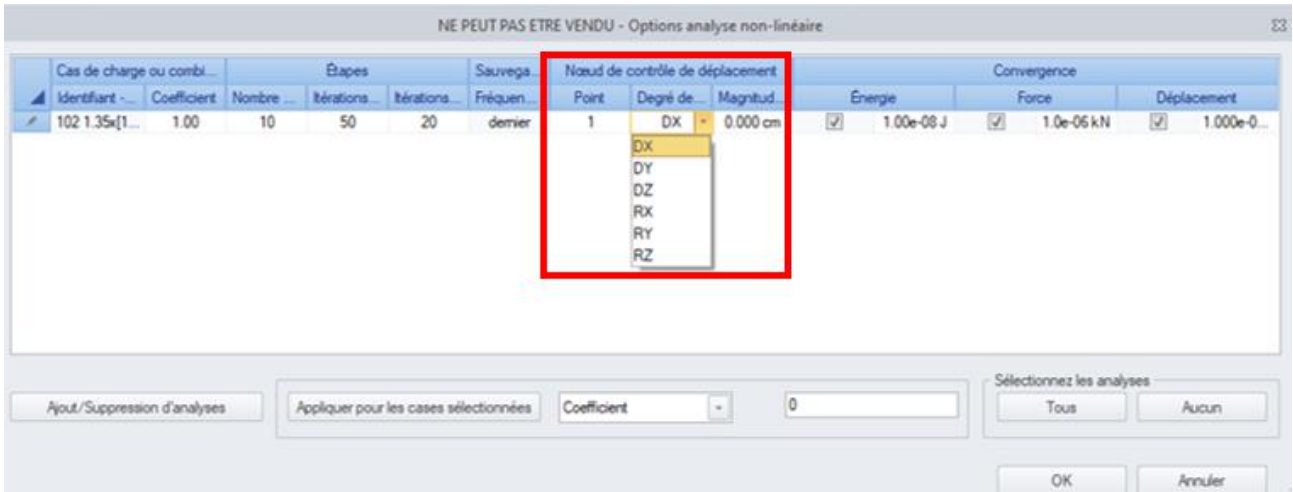 NE PEUT PAS ETRE VENDU - Options analyse non-linéaire
Cas de charge ou combi... Étapes Sauvega... Nœud de contrôle de déplacement Convergence
Identifiant -... Coefficient Nombre ... Itérations... Itérations... Fréquen... Point Degré de... Magnitud... Énergie Force Déplacement
102 1.35x[1... 1.00 10 50 20 dernier 1 DX 0.000 cm 1.00e-08 J 1.0e-06 kN 1.000e-0...
DX
DY
DZ
RX
RY
RZ
Sélectionnez les analyses
Ajout/Suppression d'analyses Appliquer pour les cases sélectionnées Coefficient 0 Tous Aucun
OK Annuler